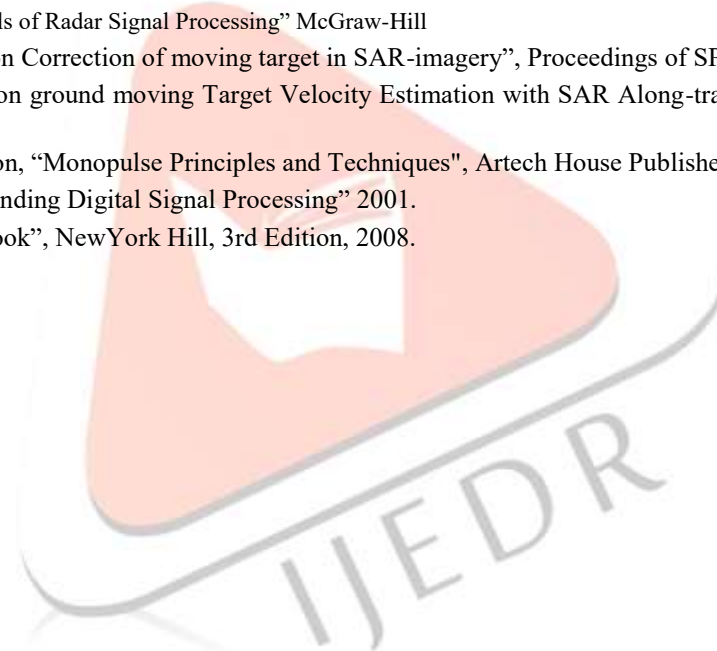 ls of Radar Signal Processing” McGraw-Hill
n Correction of moving target in SAR-imagery”, Proceedings of SP
on ground moving Target Velocity Estimation with SAR Along-tra
on, “Monopulse Principles and Techniques", Artech House Publishe
nding Digital Signal Processing” 2001.
ook”, NewYork Hill, 3rd Edition, 2008.
IJEDR